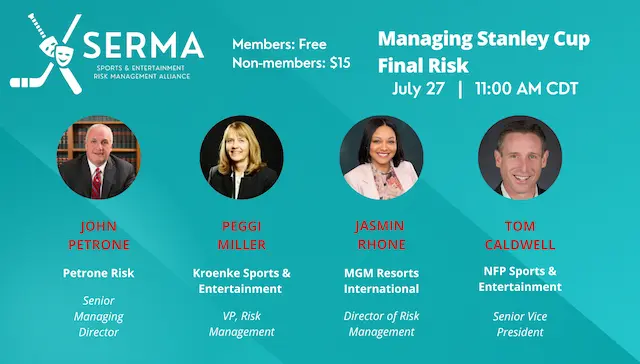 SERMA
SPORTS & ENTERTAINMENT
RISK MANAGEMENT ALLIANCE
Members: Free
Non-members: $15
Managing Stanley Cup
Final Risk
July 27 | 11:00 AM CDT
JOHN
PETRONE
Petrone Risk
Senior
Managing
Director
PEGGI
MILLER
Kroenke Sports &
Entertainment
VP, Risk
Management
JASMIN
RHONE
MGM Resorts
International
Director of Risk
Management
TOM
CALDWELL
NFP Sports &
Entertainment
Senior Vice
President